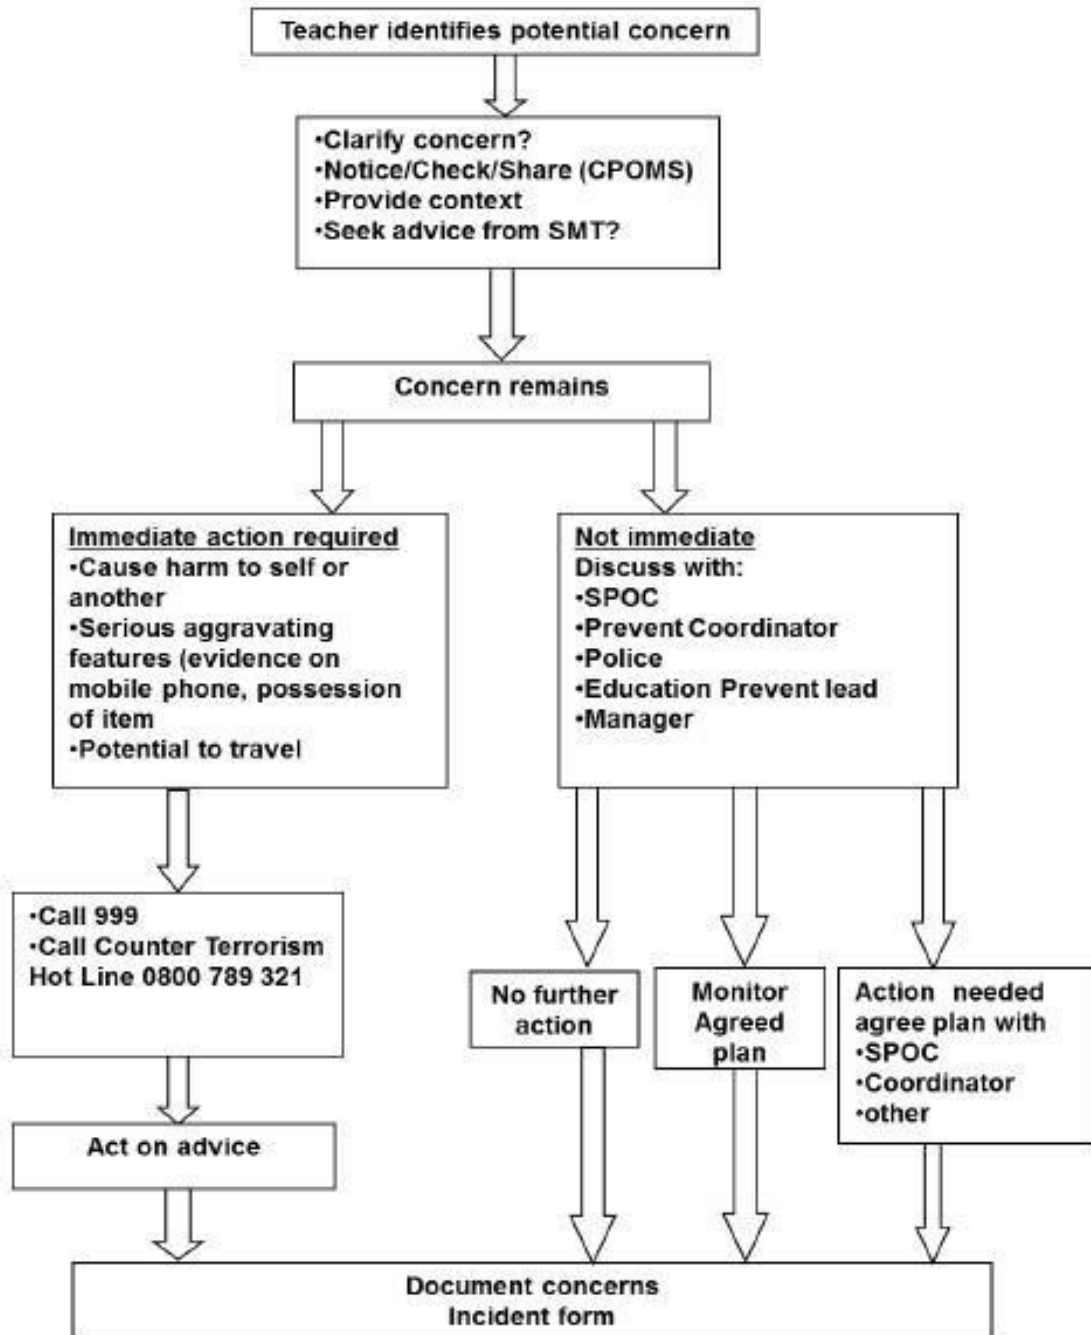 Teacher identifies potential concern
•Clarify concern?
•Notice/Check/Share (CPOMS)
•Provide context
•Seek advice from SMT?
Concern remains
Immediate action required
•Cause harm to self or
another
•Serious aggravating
features (evidence on
mobile phone, possession
of item
•Potential to travel
Not immediate
Discuss with:
•SPOC
•Prevent Coordinator
•Police
•Education Prevent lead
•Manager
•Call 999
•Call Counter Terrorism
Hot Line 0800 789 321
No further
action
Monitor
Agreed
plan
Action needed
agree plan with
•SPOC
•Coordinator
•other
Act on advice
Document concerns
Incident form